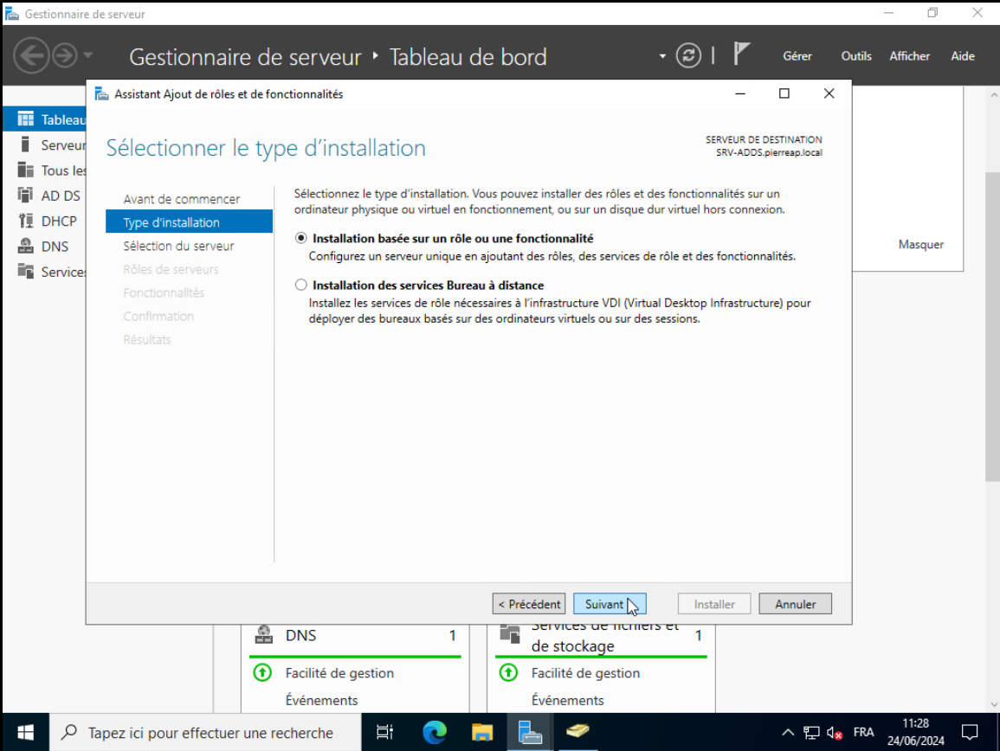 Gestionnaire de serveur
Gestionnaire de serveur
Tableau de bord
Gérer
Outils
Afficher
Aide
Assistant Ajout de rôles et de fonctionnalités
Tableau
Serveur
Tous les
AD DS
DHCP
DNS
Services
Sélectionner le type d'installation
SERVEUR DE DESTINATION
SRV-ADDS.pierreap.local
Avant de commencer
Type d'installation
Sélection du serveur
Rôles de serveurs
Fonctionnalités
Confirmation
Résultats
Sélectionnez le type d'installation. Vous pouvez installer des rôles et des fonctionnalités sur un
ordinateur physique ou virtuel en fonctionnement, ou sur un disque dur virtuel hors connexion.
Installation basée sur un rôle ou une fonctionnalité
Configurez un serveur unique en ajoutant des rôles, des services de rôle et des fonctionnalités.
Installation des services Bureau à distance
Installez les services de rôle nécessaires à l'infrastructure VDI (Virtual Desktop Infrastructure) pour
déployer des bureaux basés sur des ordinateurs virtuels ou sur des sessions.
Masquer
< Précédent
Suivant
Installer
Annuler
DNS
1
Services de fichiers et
de stockage
1
Facilité de gestion
Événements
Facilité de gestion
Événements
Tapez ici pour effectuer une recherche
FRA
11:28
24/06/2024